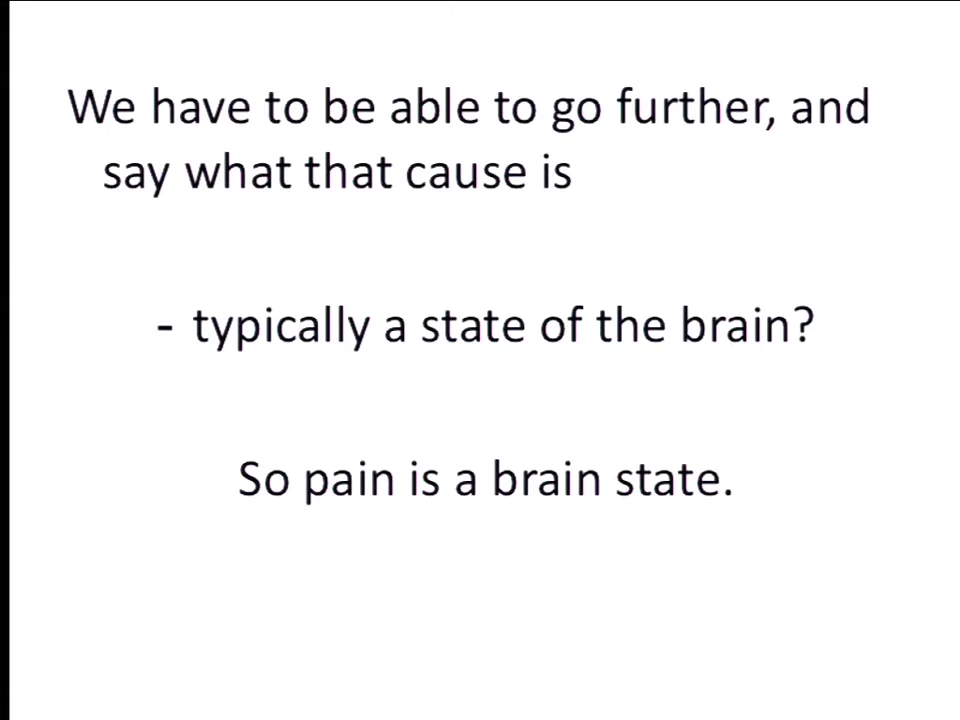 We have to be able to go further, and
say what that cause is
- typically a state of the brain?
So pain is a brain state.